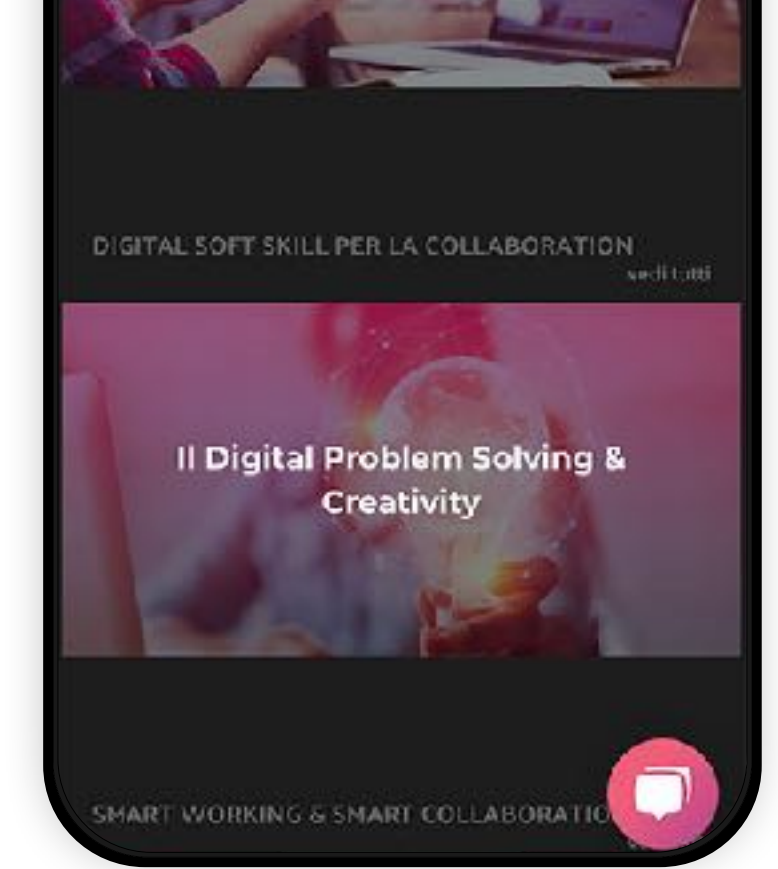 DIGITAL SOFT SKILL PER LA COLLABORATION
vedi tutti
Il Digital Problem Solving &
Creativity
SMART WORKING & SMART COLLABORATIO